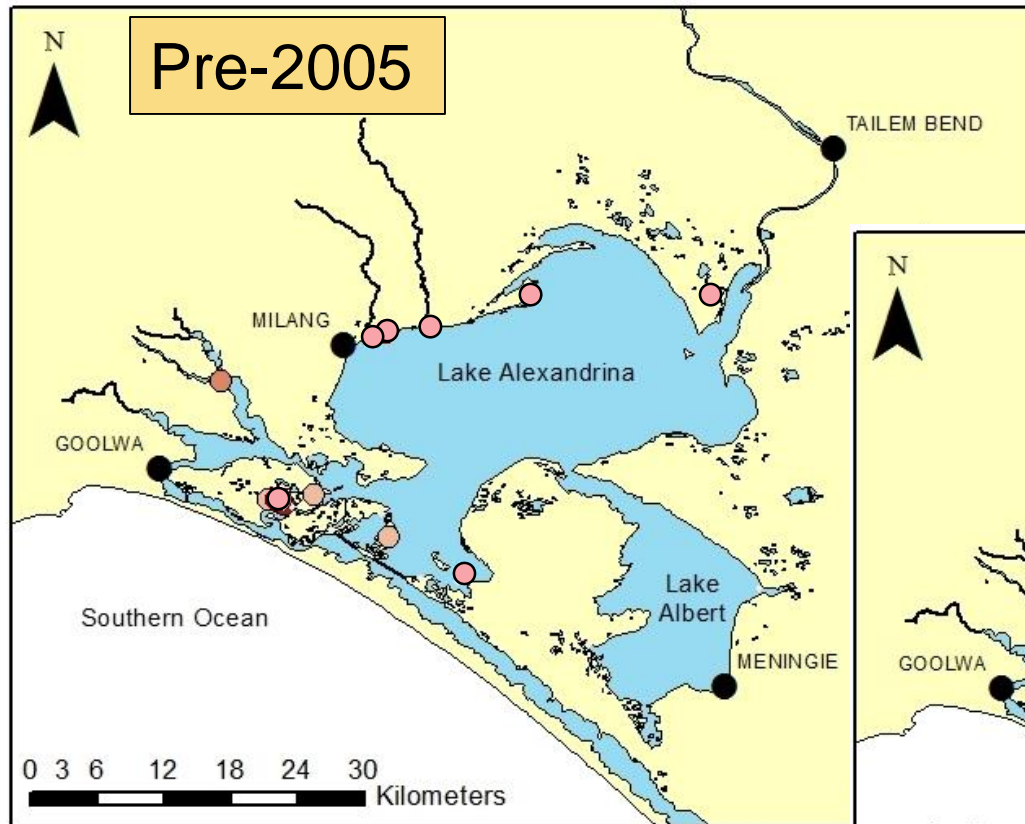 Pre-2005
N
TAILEM BEND
N
MILANG
Lake Alexandrina
GOOLWA
Lake
Albert
Southern Ocean
MENINGIE
GOOLWA
0 3 6 12 18 24 30
Kilometers